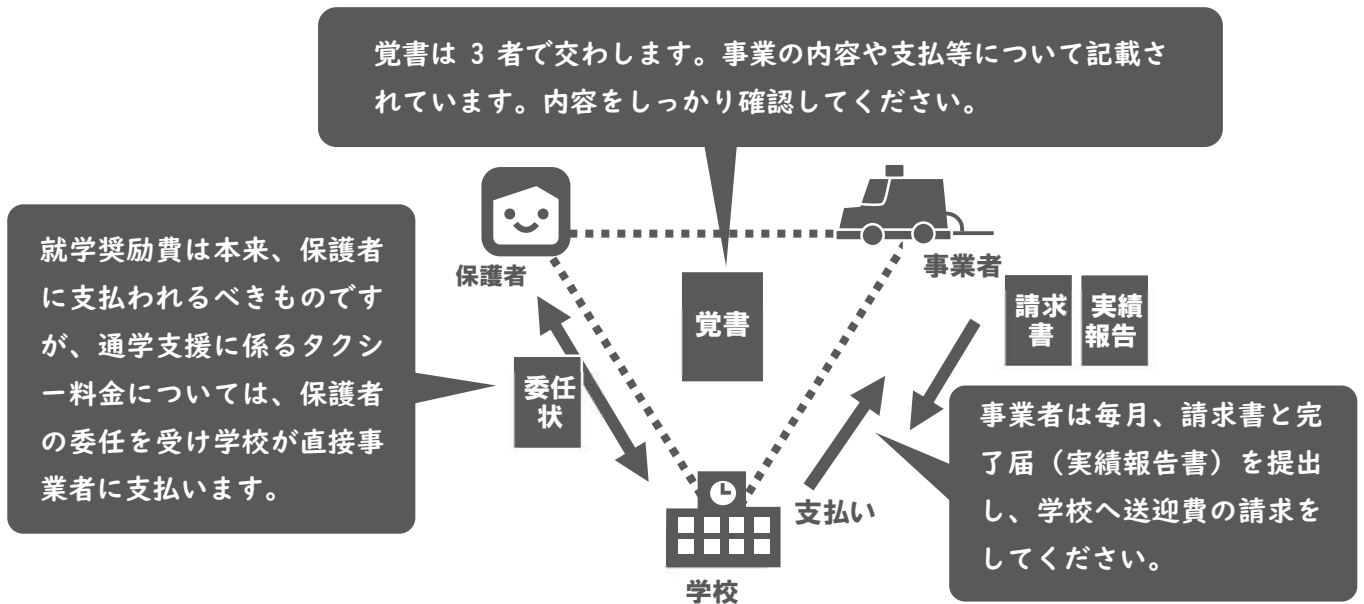 覚書は 3 者で交わします。事業の内容や支払等について記載さ
れています。内容をしっかり確認してください。
就学奨励費は本来、保護者
に支払われるべきものです
が、通学支援に係るタクシ
ー料金については、保護者
の委任を受け学校が直接事
業者に支払います。
保護者
事業者
覚書
請求
書
実績
報告
委任
状
事業者は毎月、請求書と完
了届（実績報告書）を提出
し、学校へ送迎費の請求を
してください。
支払い
学校